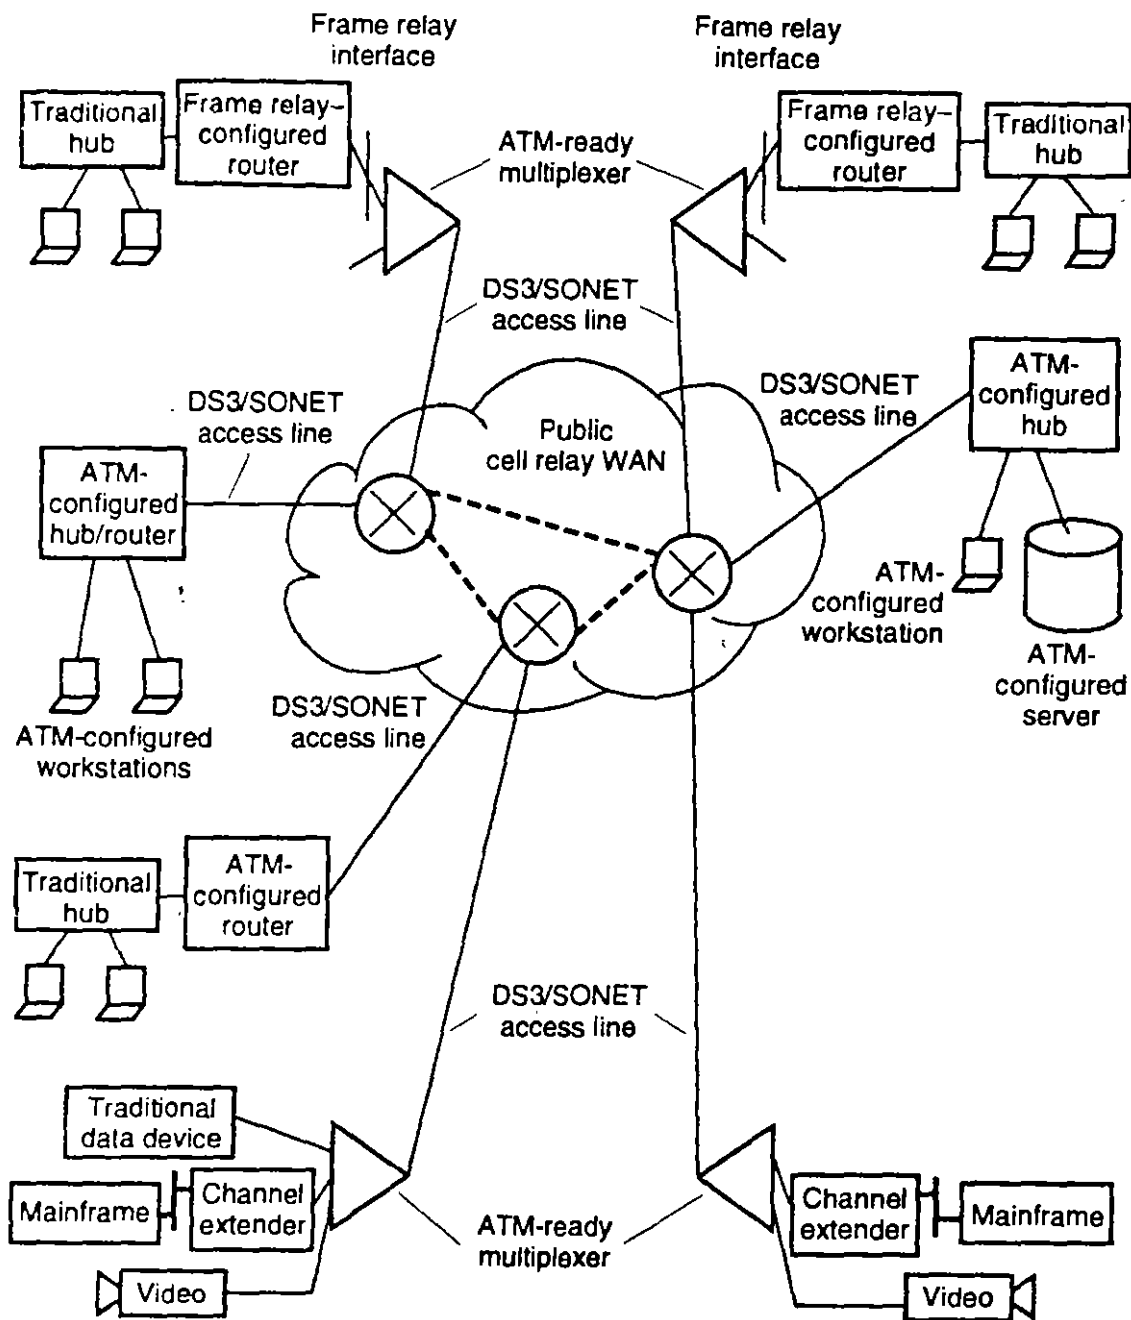 Frame relay
interface
Frame relay
interface
Traditional
hub
Frame relay–
configured
router
ATM-ready
multiplexer
Frame relay–
configured
router
Traditional
hub
DS3/SONET
access line
DS3/SONET
access line
Public
cell relay WAN
DS3/SONET
access line
ATM-
configured
hub
ATM-
configured
hub/router
ATM-
configured
workstation
ATM-
configured
server
ATM-configured
workstations
DS3/SONET
access line
Traditional
hub
ATM-
configured
router
DS3/SONET
access line
Traditional
data device
Mainframe
Channel
extender
Video
ATM-ready
multiplexer
Channel
extender
Mainframe
Video